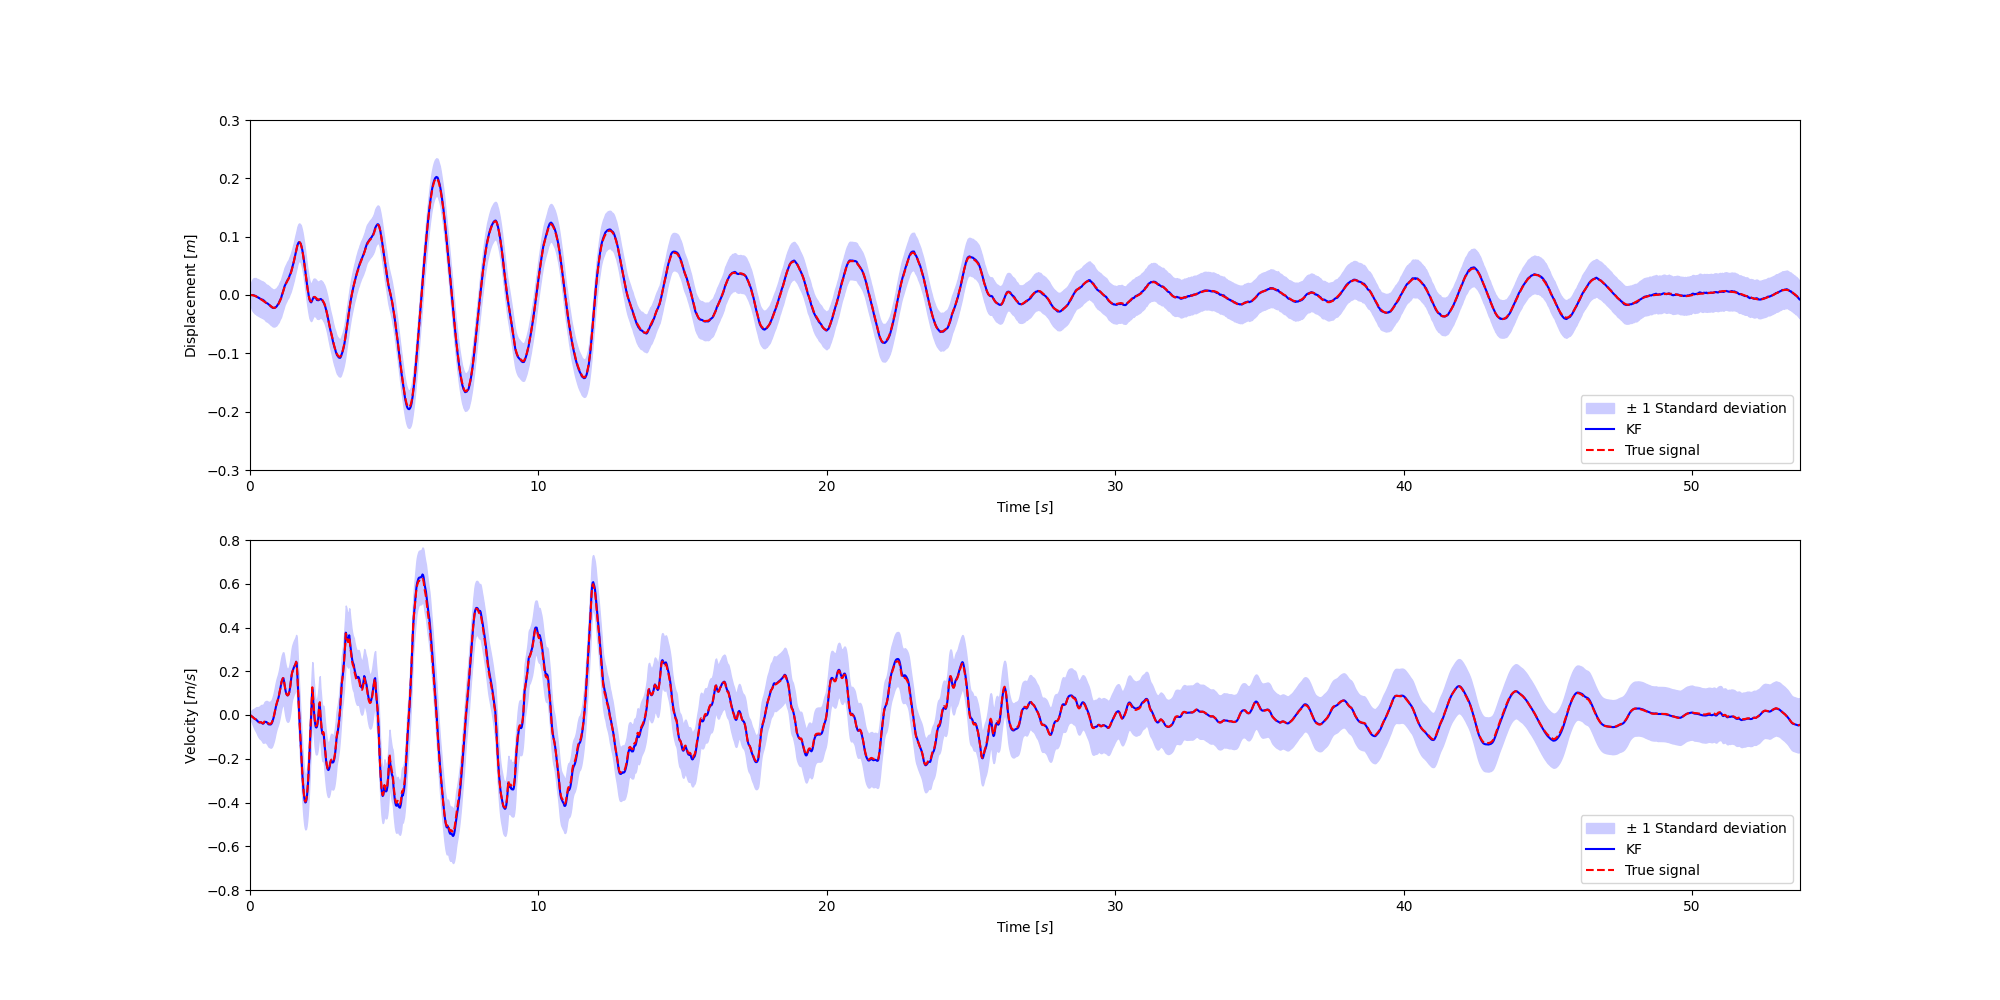 0.3
0.2
0.1
0.0
−0.1
−0.2
−0.3
Displacement [m]
0 10 20 30 40 50
Time [s]
± 1 Standard deviation
KF
True signal
0.8
0.6
0.4
0.2
0.0
−0.2
−0.4
−0.6
−0.8
Velocity [m/s]
0 10 20 30 40 50
Time [s]
± 1 Standard deviation
KF
True signal